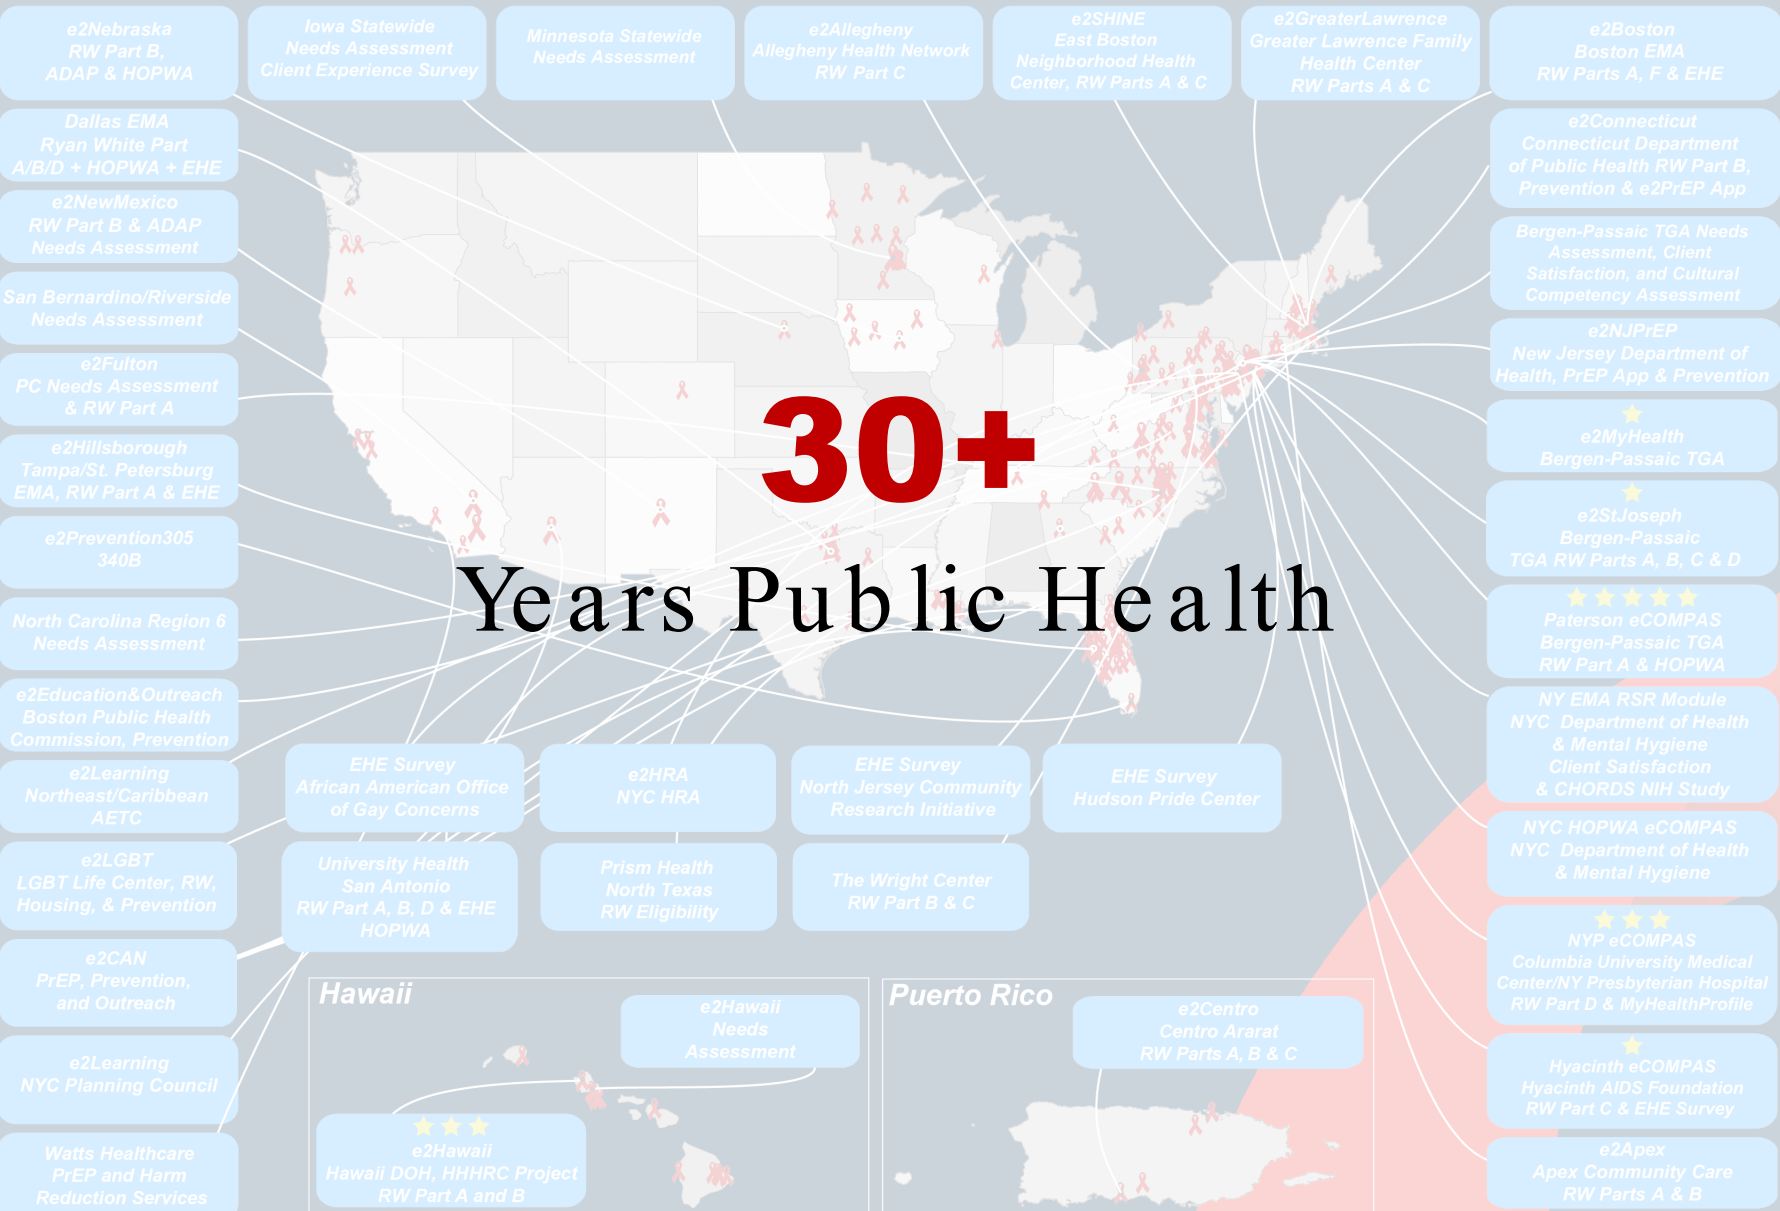 e2Nebraska
RW Part B,
ADAP & HOPWA
Iowa Statewide
Needs Assessment
Client Experience Survey
Minnesota Statewide
Needs Assessment
e2Allegheny
Allegheny Health Network
RW Part C
e2SHINE
East Boston
Neighborhood Health
Center, RW Parts A & C
e2GreaterLawrence
Greater Lawrence Family
Health Center
RW Parts A & C
e2Boston
Boston EMA
RW Parts A, F & EHE
Dallas EMA
Ryan White Part
A/B/D + HOPWA + EHE
e2NewMexico
RW Part B & ADAP
Needs Assessment
San Bernardino/Riverside
Needs Assessment
e2Fulton
PC Needs Assessment
& RW Part A
e2Hillsborough
Tampa/St. Petersburg
EMA, RW Part A & EHE
e2Prevention305
340B
North Carolina Region 6
Needs Assessment
e2Education&Outreach
Boston Public Health
Commission, Prevention
e2Learning
Northeast/Caribbean
AETC
e2LGBT
LGBT Life Center, RW,
Housing, & Prevention
e2CAN
PrEP, Prevention,
and Outreach
e2Learning
NYC Planning Council
Watts Healthcare
PrEP and Harm
Reduction Services
30+
Years Public Health
EHE Survey
African American Office
of Gay Concerns
e2HRA
NYC HRA
EHE Survey
North Jersey Community
Research Initiative
EHE Survey
Hudson Pride Center
University Health
San Antonio
RW Part A, B, D & EHE
HOPWA
Prism Health
North Texas
RW Eligibility
The Wright Center
RW Part B & C
Hawaii
e2Hawaii
Needs
Assessment
e2Hawaii
Hawaii DOH, HHHRC Project
RW Part A and B
Puerto Rico
e2Centro
Centro Ararat
RW Parts A, B & C
e2Connecticut
Connecticut Department
of Public Health RW Part B,
Prevention & e2PrEP App
Bergen-Passaic TGA Needs
Assessment, Client
Satisfaction, and Cultural
Competency Assessment
e2NJPrEP
New Jersey Department of
Health, PrEP App & Prevention
e2MyHealth
Bergen-Passaic TGA
e2StJoseph
Bergen-Passaic
TGA RW Parts A, B, C & D
Paterson eCOMPAS
Bergen-Passaic TGA
RW Part A & HOPWA
NY EMA RSR Module
NYC Department of Health
& Mental Hygiene
Client Satisfaction
& CHORDS NIH Study
NYC HOPWA eCOMPAS
NYC Department of Health
& Mental Hygiene
NYP eCOMPAS
Columbia University Medical
Center/NY Presbyterian Hospital
RW Part D & MyHealthProfile
Hyacinth eCOMPAS
Hyacinth AIDS Foundation
RW Part C & EHE Survey
e2Apex
Apex Community Care
RW Parts A & B